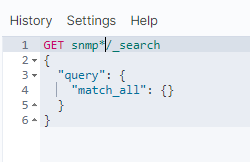 History Settings Help
1 GET snmp*/_search
2 {
3 "query": {
4 "match_all": {}
5 }
6 }